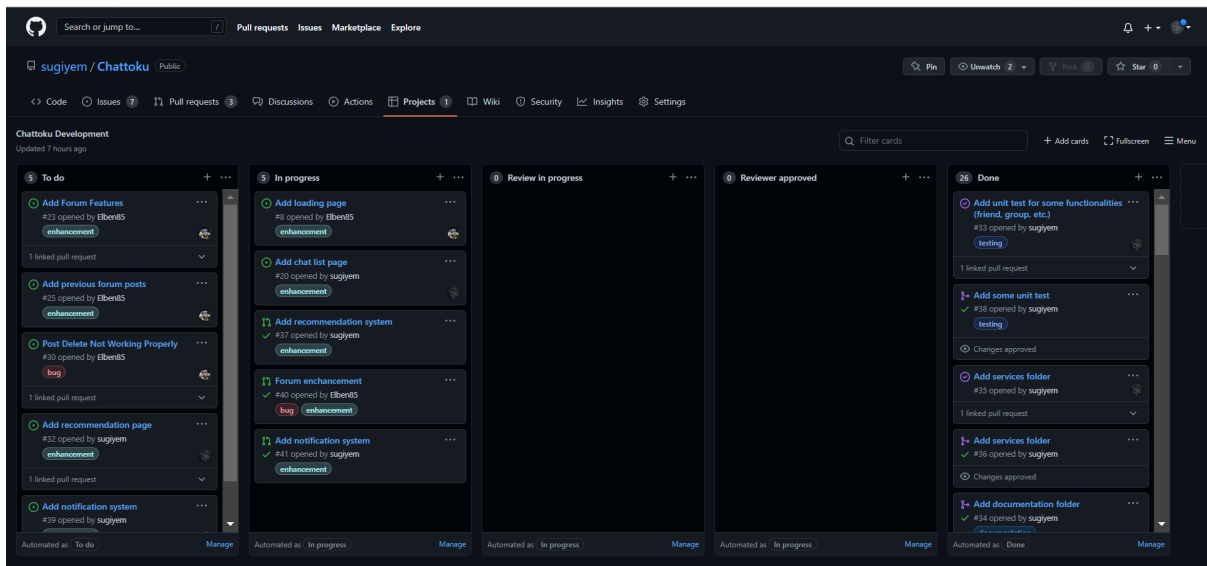 Search or jump to... / Pull requests Issues Marketplace Explore
sugiyem / Chattoku Public
Pin Unwatch 2 Fork 0 Star 0
Code Issues 7 Pull requests 3 Discussions Actions Projects 1 Wiki Security Insights Settings
Chattoku Development
Updated 7 hours ago
Filter cards
+ Add cards Fullscreen Menu
5 To do
Add Forum Features
#23 opened by Elben85
enhancement
1 linked pull request
Add previous forum posts
#25 opened by Elben85
enhancement
Post Delete Not Working Properly
#30 opened by Elben85
bug
1 linked pull request
Add recommendation page
#32 opened by sugiyem
enhancement
1 linked pull request
Add notification system
#39 opened by sugiyem
Automated as To do Manage
5 In progress
Add loading page
#8 opened by Elben85
enhancement
Add chat list page
#20 opened by sugiyem
enhancement
Add recommendation system
#37 opened by sugiyem
enhancement
Forum enchancement
#40 opened by Elben85
bug enhancement
Add notification system
#41 opened by sugiyem
enhancement
Automated as In progress Manage
0 Review in progress
Automated as In progress Manage
0 Reviewer approved
Automated as In progress Manage
26 Done
Add unit test for some functionalities
(friend, group, etc.)
#33 opened by sugiyem
testing
1 linked pull request
Add some unit test
#38 opened by sugiyem
testing
Changes approved
Add services folder
#35 opened by sugiyem
1 linked pull request
Add services folder
#36 opened by sugiyem
Changes approved
Add documentation folder
#34 opened by sugiyem
documentation
Automated as Done Manage